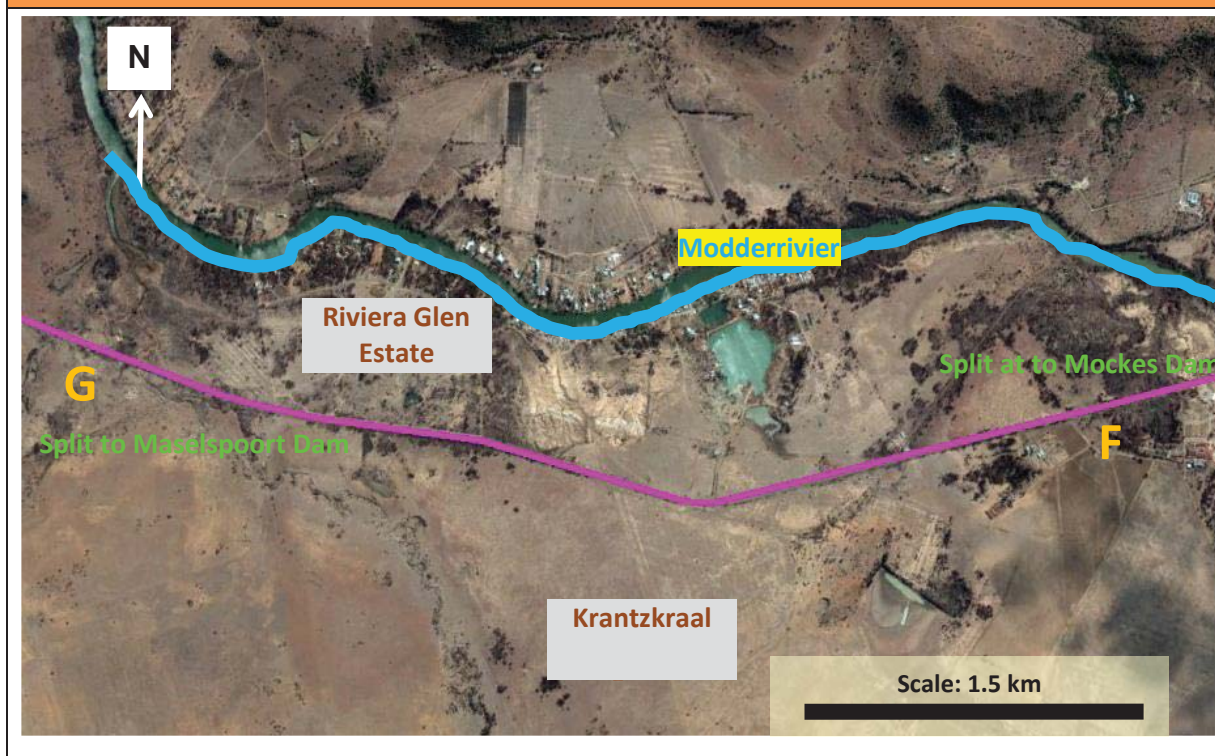 N
Modderrivier
Riviera Glen
Estate
Split at to Mockes Dam
G
F
Split to Maselspoort Dam
Krantzkraal
Scale: 1.5 km